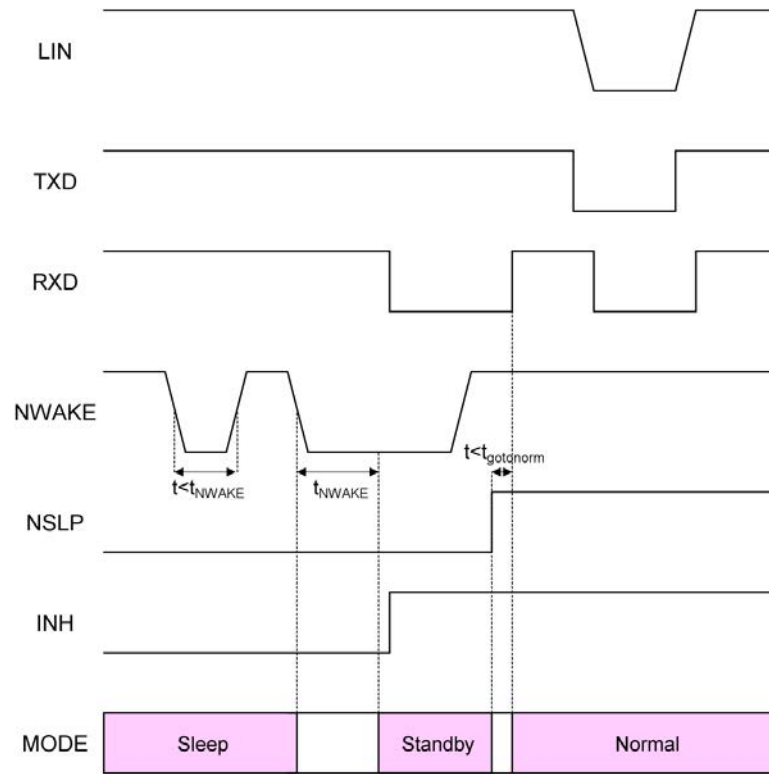 LIN
TXD
RXD
NWAKE
t<tgotonorm
t<tNWAKE
tNWAKE
NSLP
INH
MODE
Sleep
Standby
Normal